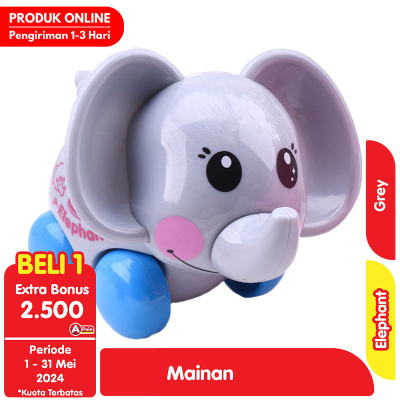 PRODUK ONLINE
Pengiriman 1-3 Hari
Elephant
Grey
Elephant
BELI 1
Extra Bonus
2.500
A Poin
Periode
1 - 31 Mei
2024
*Kuota Terbatas
Mainan